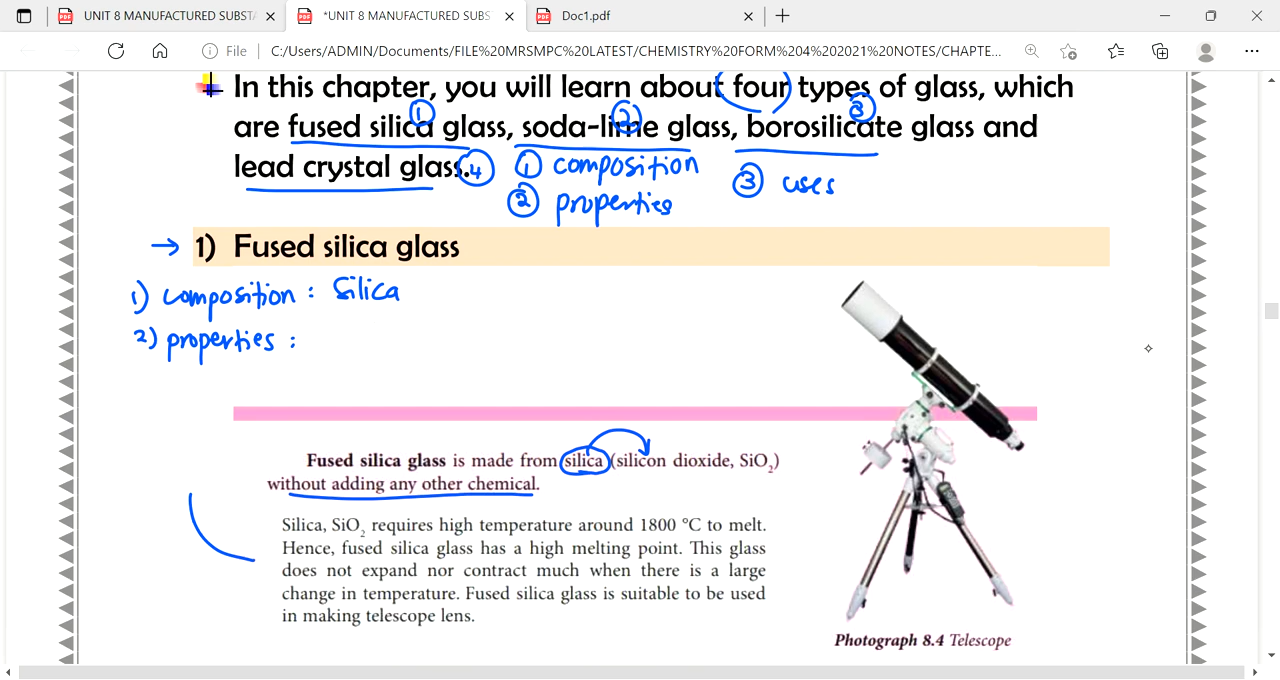 UNIT 8 MANUFACTURED SUBSTA
*UNIT 8 MANUFACTURED SUBS
Doc1.pdf
File
C:/Users/ADMIN/Documents/FILE%20MRSMPC%20LATEST/CHEMISTRY%20FORM%204%202021%20NOTES/CHAPTE...
In this chapter, you will learn about four types of glass, which
are fused silica glass, soda-lime glass, borosilicate glass and
lead crystal glass.
1 2 3 4
1 composition
2 properties
3 uses
→ 1) Fused silica glass
1) composition : Silica
2) properties :
Fused silica glass is made from silica (silicon dioxide, SiO₂)
without adding any other chemical.
Silica, SiO₂ requires high temperature around 1800 °C to melt.
Hence, fused silica glass has a high melting point. This glass
does not expand nor contract much when there is a large
change in temperature. Fused silica glass is suitable to be used
in making telescope lens.
Photograph 8.4 Telescope